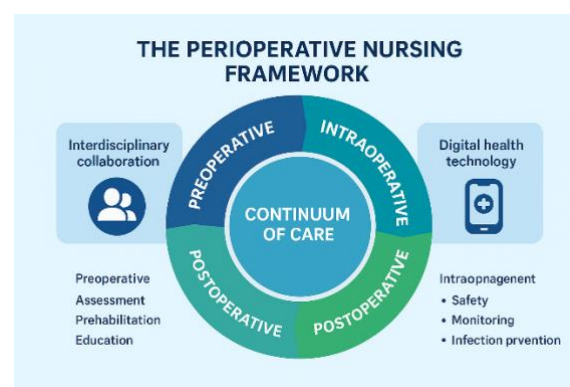 THE PERIOPERATIVE NURSING
FRAMEWORK
Interdisciplinary
collaboration
PREOPERATIVE
INTRAOPERATIVE
Digital health
technology
CONTINUUM
OF CARE
POSTOPERATIVE
POSTOPERATIVE
Preoperative
Assessment
Prehabilitation
Education
Intraopnagenent
• Safety
• Monitoring
• Infection prvention